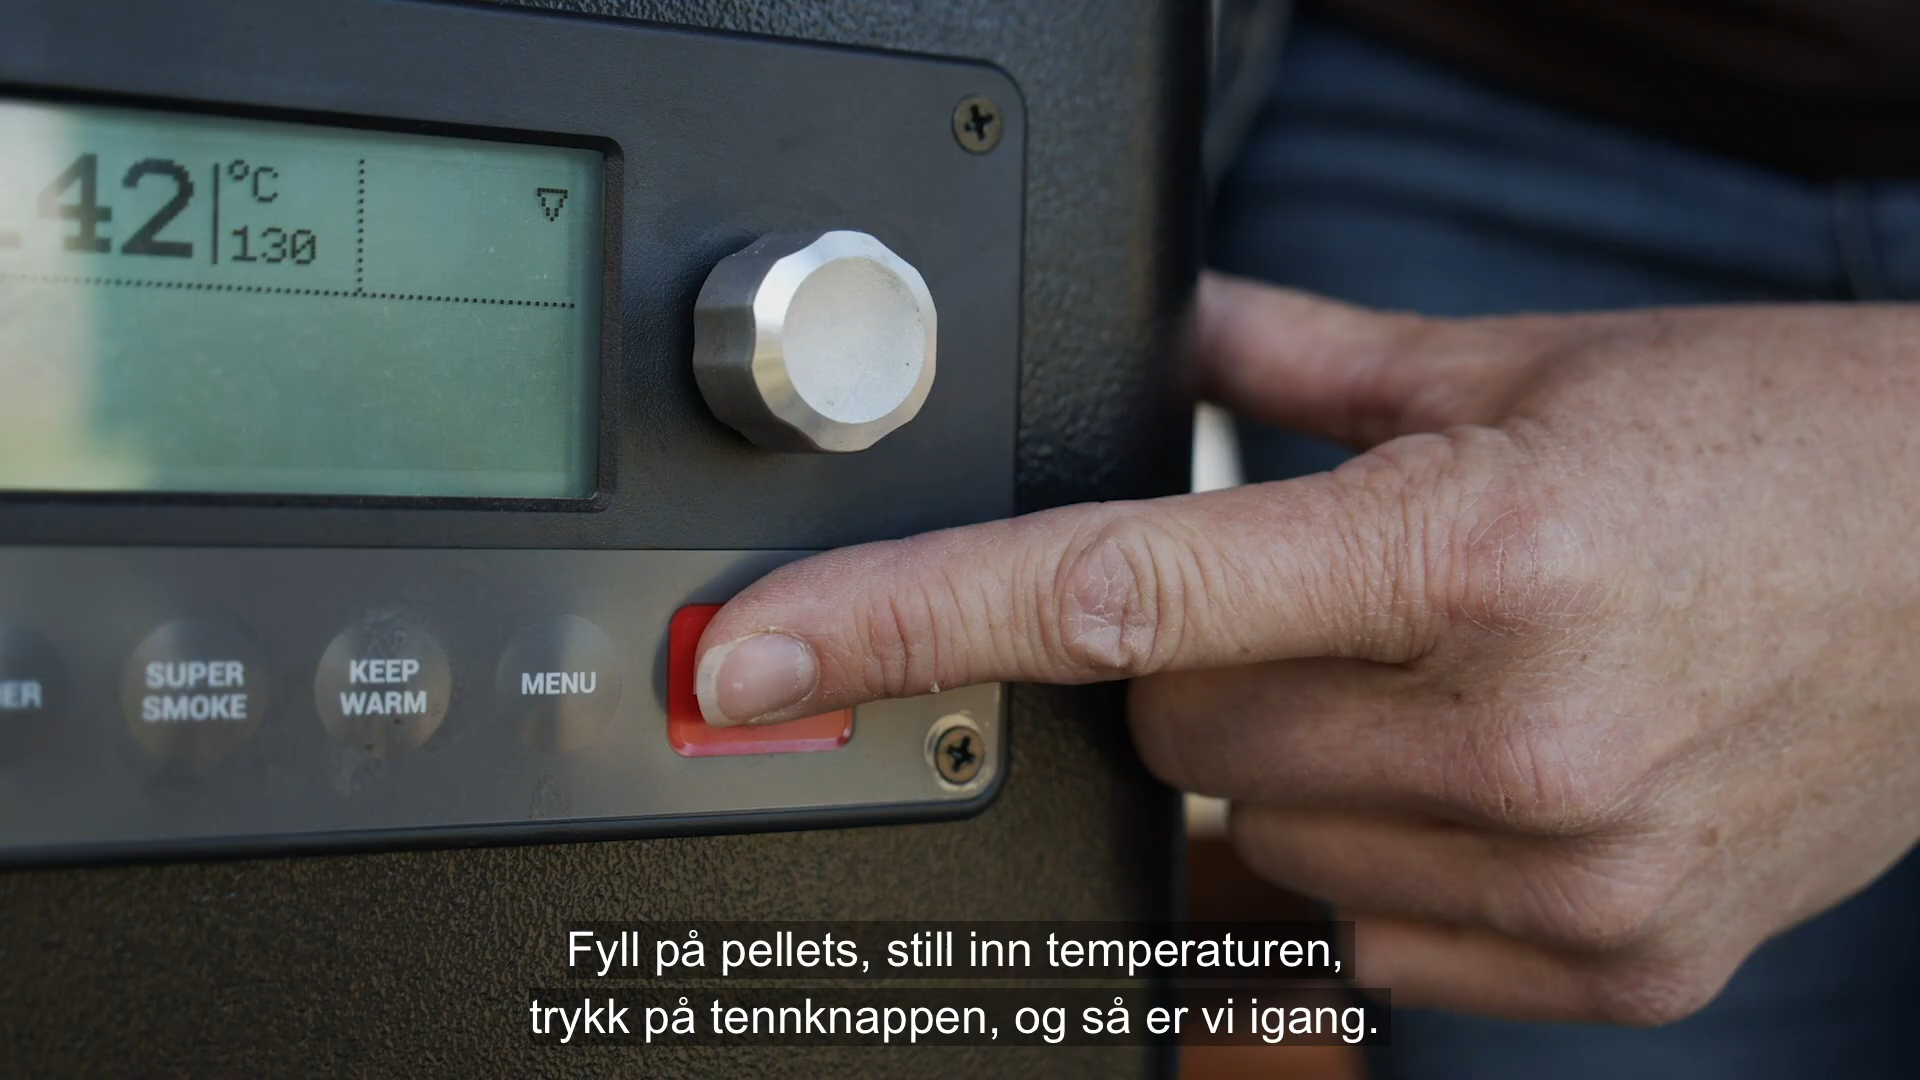 42
°C
130
SUPER
SMOKE
KEEP
WARM
MENU
Fyll på pellets, still inn temperaturen,
trykk på tennknappen, og så er vi igang.